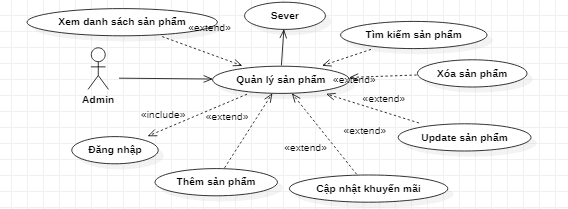 Sever
Xem danh sách sản phẩm
«extend»
Tìm kiếm sản phẩm
Quản lý sản phẩm
«extend»
Xóa sản phẩm
Admin
«extend»
«include»
«extend»
«extend»
Update sản phẩm
Đăng nhập
«extend»
Thêm sản phẩm
Cập nhật khuyến mãi